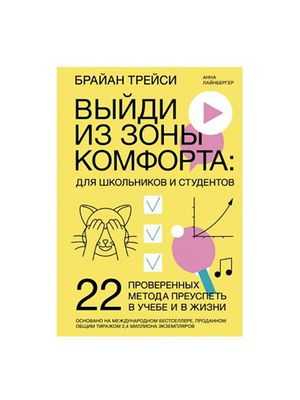 БРАЙАН ТРЕЙСИ
АННА
ЛАЙНБЕРГЕР
ВЫЙДИ
ИЗ ЗОНЫ
КОМФОРТА:
ДЛЯ ШКОЛЬНИКОВ И СТУДЕНТОВ
22 ПРОВЕРЕННЫХ
МЕТОДА ПРЕУСПЕТЬ
В УЧЕБЕ И В ЖИЗНИ
ОСНОВАНО НА МЕЖДУНАРОДНОМ БЕСТСЕЛЛЕРЕ, ПРОДАННОМ
ОБЩИМ ТИРАЖОМ 2,4 МИЛЛИОНА ЭКЗЕМПЛЯРОВ